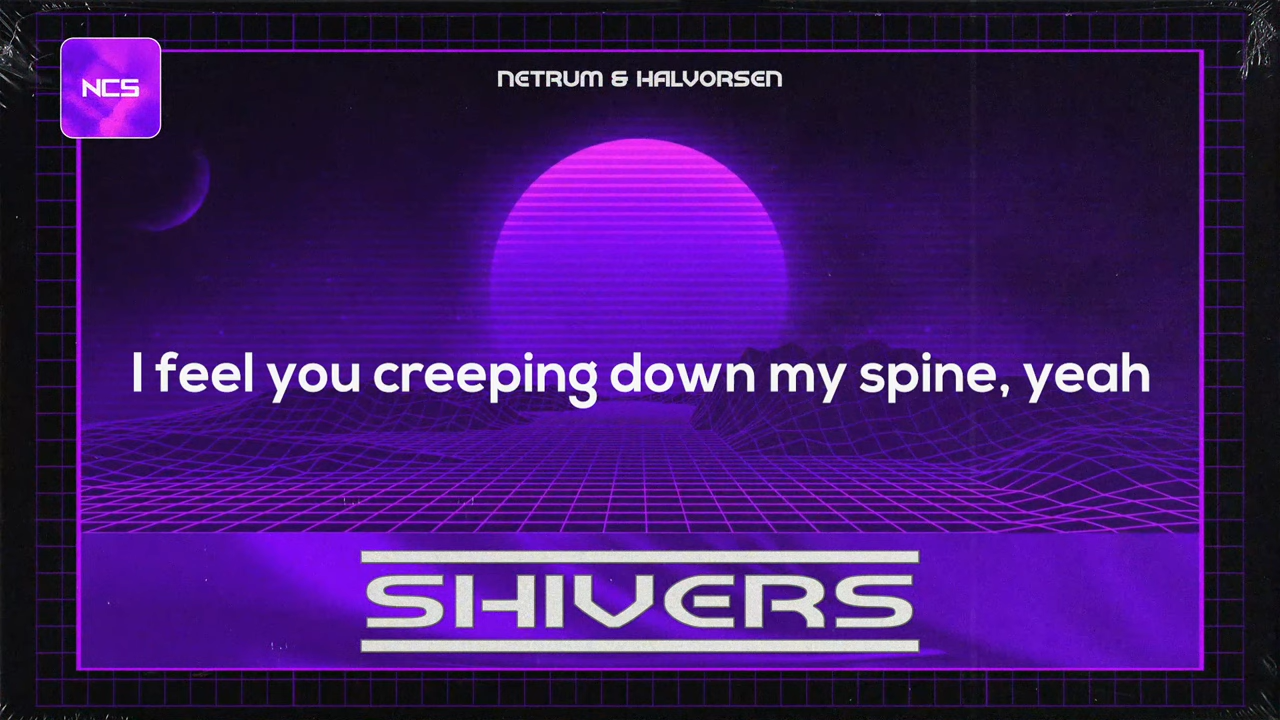 NCS
NETRUM & HALVORSEN
I feel you creeping down my spine, yeah
SHIVERS